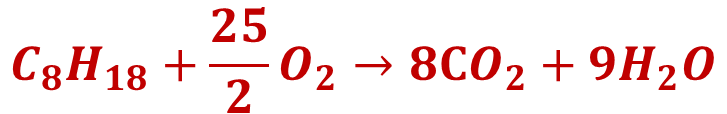 C₈H₁₈ + 25/2 O₂ → 8CO₂ + 9H₂O